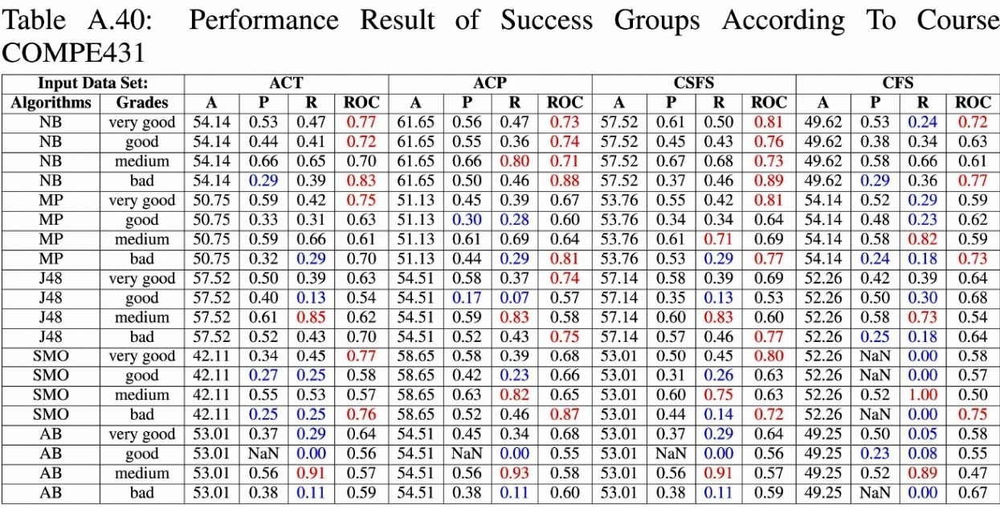 Table A.40: Performance Result of Success Groups According To Course
COMPE431
Input Data Set: ACT ACP CSFS CFS
Algorithms Grades A P R ROC A P R ROC A P R ROC A P R ROC
NB very good 54.14 0.53 0.47 0.77 61.65 0.56 0.47 0.73 57.52 0.61 0.50 0.81 49.62 0.53 0.24 0.72
NB good 54.14 0.44 0.41 0.72 61.65 0.55 0.36 0.74 57.52 0.45 0.43 0.76 49.62 0.38 0.34 0.63
NB medium 54.14 0.66 0.65 0.70 61.65 0.66 0.80 0.71 57.52 0.67 0.68 0.73 49.62 0.58 0.66 0.61
NB bad 54.14 0.29 0.39 0.83 61.65 0.50 0.46 0.88 57.52 0.37 0.46 0.89 49.62 0.29 0.36 0.77
MP very good 50.75 0.59 0.42 0.75 51.13 0.45 0.39 0.67 53.76 0.55 0.42 0.81 54.14 0.52 0.29 0.59
MP good 50.75 0.33 0.31 0.63 51.13 0.30 0.28 0.60 53.76 0.34 0.34 0.64 54.14 0.48 0.23 0.62
MP medium 50.75 0.59 0.66 0.61 51.13 0.61 0.69 0.64 53.76 0.61 0.71 0.69 54.14 0.58 0.82 0.59
MP bad 50.75 0.32 0.29 0.70 51.13 0.44 0.29 0.81 53.76 0.53 0.29 0.77 54.14 0.24 0.18 0.73
J48 very good 57.52 0.50 0.39 0.63 54.51 0.58 0.37 0.74 57.14 0.58 0.39 0.69 52.26 0.42 0.39 0.64
J48 good 57.52 0.40 0.13 0.54 54.51 0.17 0.07 0.57 57.14 0.35 0.13 0.53 52.26 0.50 0.30 0.68
J48 medium 57.52 0.61 0.85 0.62 54.51 0.59 0.83 0.58 57.14 0.60 0.83 0.60 52.26 0.58 0.73 0.54
J48 bad 57.52 0.52 0.43 0.70 54.51 0.52 0.43 0.75 57.14 0.57 0.46 0.77 52.26 0.25 0.18 0.64
SMO very good 42.11 0.34 0.45 0.77 58.65 0.58 0.39 0.68 53.01 0.50 0.45 0.80 52.26 NaN 0.00 0.58
SMO good 42.11 0.27 0.25 0.58 58.65 0.42 0.23 0.66 53.01 0.31 0.26 0.63 52.26 NaN 0.00 0.57
SMO medium 42.11 0.55 0.53 0.57 58.65 0.63 0.82 0.65 53.01 0.60 0.75 0.63 52.26 0.52 1.00 0.50
SMO bad 42.11 0.25 0.25 0.76 58.65 0.52 0.46 0.87 53.01 0.44 0.14 0.72 52.26 NaN 0.00 0.75
AB very good 53.01 0.37 0.29 0.64 54.51 0.45 0.34 0.68 53.01 0.37 0.29 0.64 49.25 0.50 0.05 0.58
AB good 53.01 NaN 0.00 0.56 54.51 NaN 0.00 0.55 53.01 NaN 0.00 0.56 49.25 0.23 0.08 0.55
AB medium 53.01 0.56 0.91 0.57 54.51 0.56 0.93 0.58 53.01 0.56 0.91 0.57 49.25 0.52 0.89 0.47
AB bad 53.01 0.38 0.11 0.59 54.51 0.38 0.11 0.60 53.01 0.38 0.11 0.59 49.25 NaN 0.00 0.67